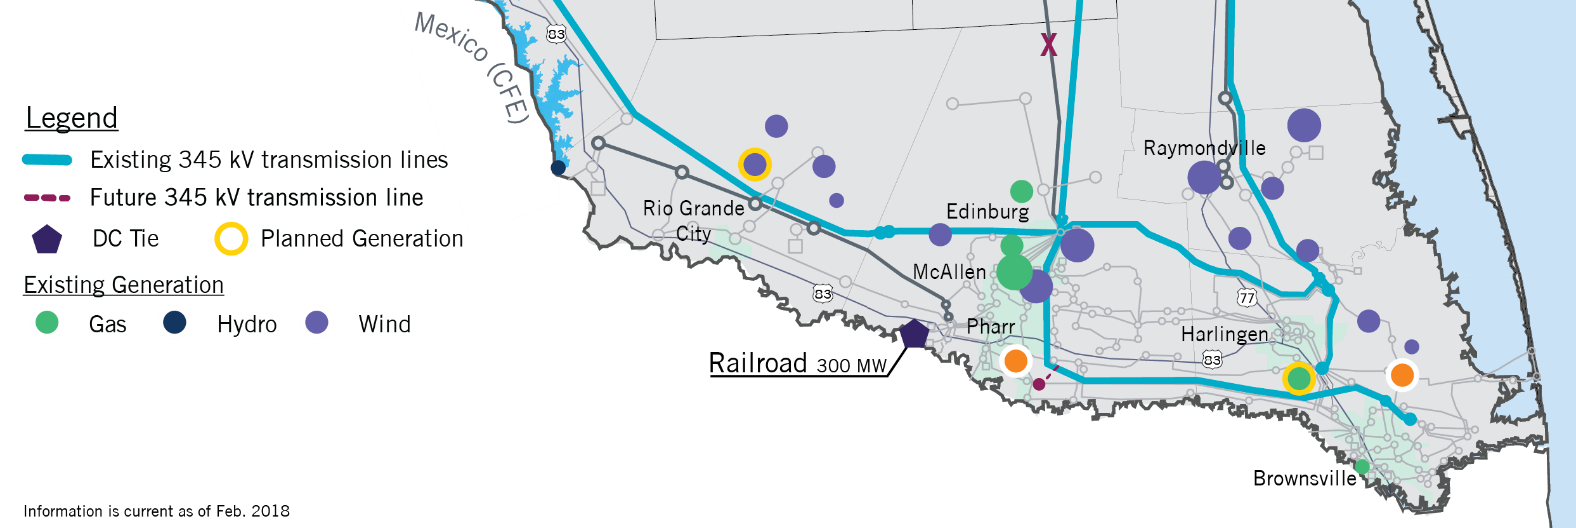 Mexico (CFE)
83
X
Legend
Existing 345 kV transmission lines
Future 345 kV transmission line
DC Tie
Planned Generation
Existing Generation
Gas
Hydro
Wind
Raymondville
Rio Grande
City
Edinburg
McAllen
83
77
Pharr
Harlingen
83
Railroad 300 MW
Brownsville
Information is current as of Feb. 2018